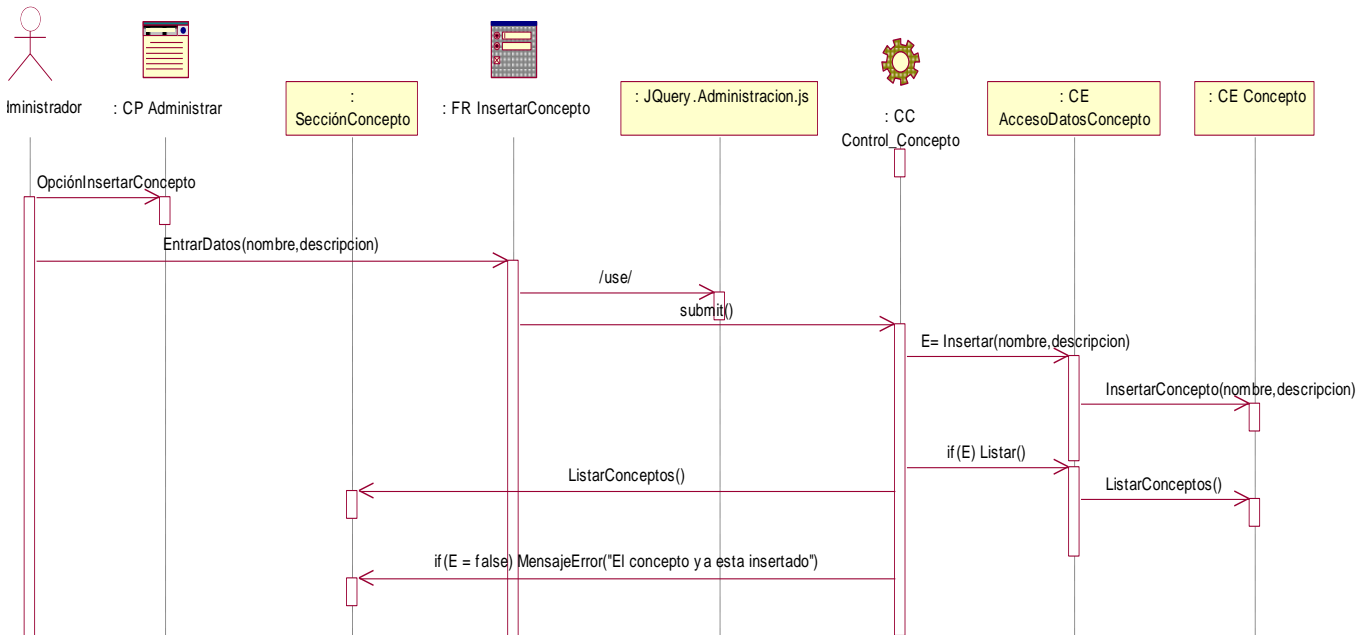 lministrador
: CP Administrar
:
SecciónConcepto
: FR InsertarConcepto
: JQuery.Administracion.js
: CC
Control_Concepto
: CE
AccesoDatosConcepto
: CE Concepto
OpciónInsertarConcepto
EntrarDatos(nombre,descripcion)
/use/
submit()
E= Insertar(nombre,descripcion)
InsertarConcepto(nombre,descripcion)
if(E) Listar()
ListarConceptos()
ListarConceptos()
if(E = false) MensajeError("El concepto ya esta insertado")